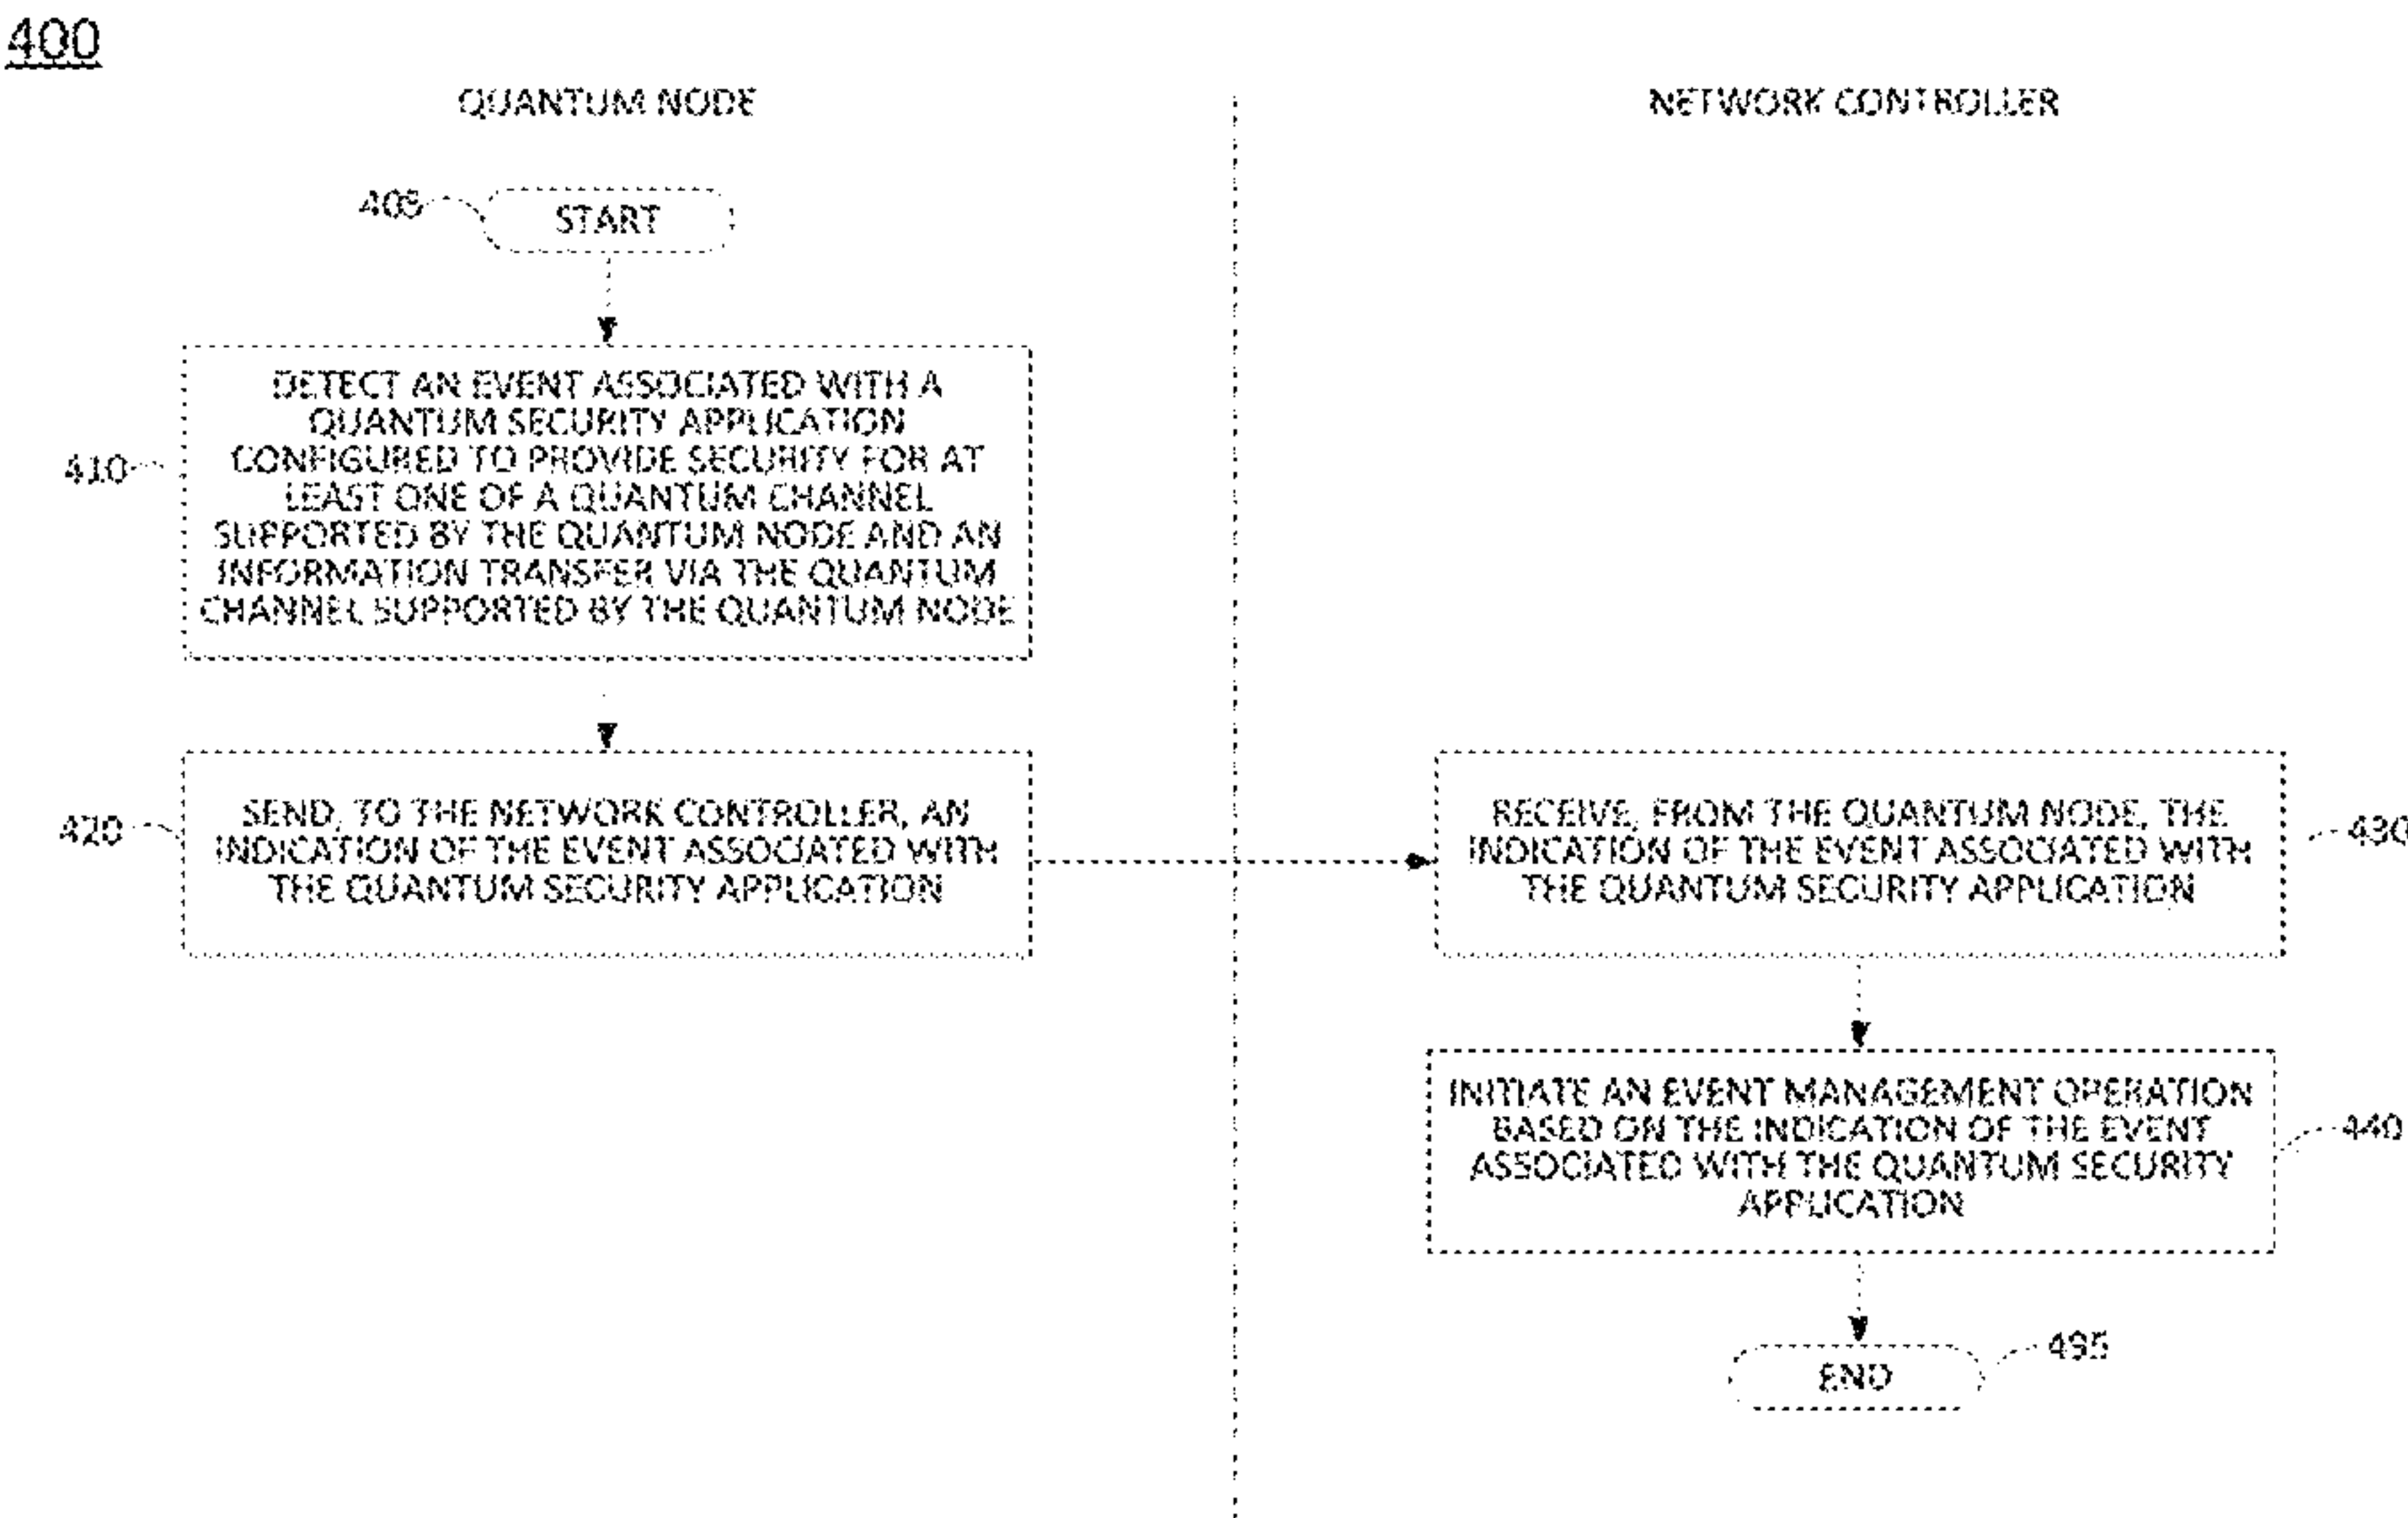 400
QUANTUM NODE
NETWORK CONTROLLER
405
START
410
DETECT AN EVENT ASSOCIATED WITH A
QUANTUM SECURITY APPLICATION
CONFIGURED TO PROVIDE SECURITY FOR AT
LEAST ONE OF A QUANTUM CHANNEL
SUPPORTED BY THE QUANTUM NODE AND AN
INFORMATION TRANSFER VIA THE QUANTUM
CHANNEL SUPPORTED BY THE QUANTUM NODE
420
SEND, TO THE NETWORK CONTROLLER, AN
INDICATION OF THE EVENT ASSOCIATED WITH
THE QUANTUM SECURITY APPLICATION
RECEIVE, FROM THE QUANTUM NODE, THE
INDICATION OF THE EVENT ASSOCIATED WITH
THE QUANTUM SECURITY APPLICATION
430
INITIATE AN EVENT MANAGEMENT OPERATION
BASED ON THE INDICATION OF THE EVENT
ASSOCIATED WITH THE QUANTUM SECURITY
APPLICATION
440
END
495